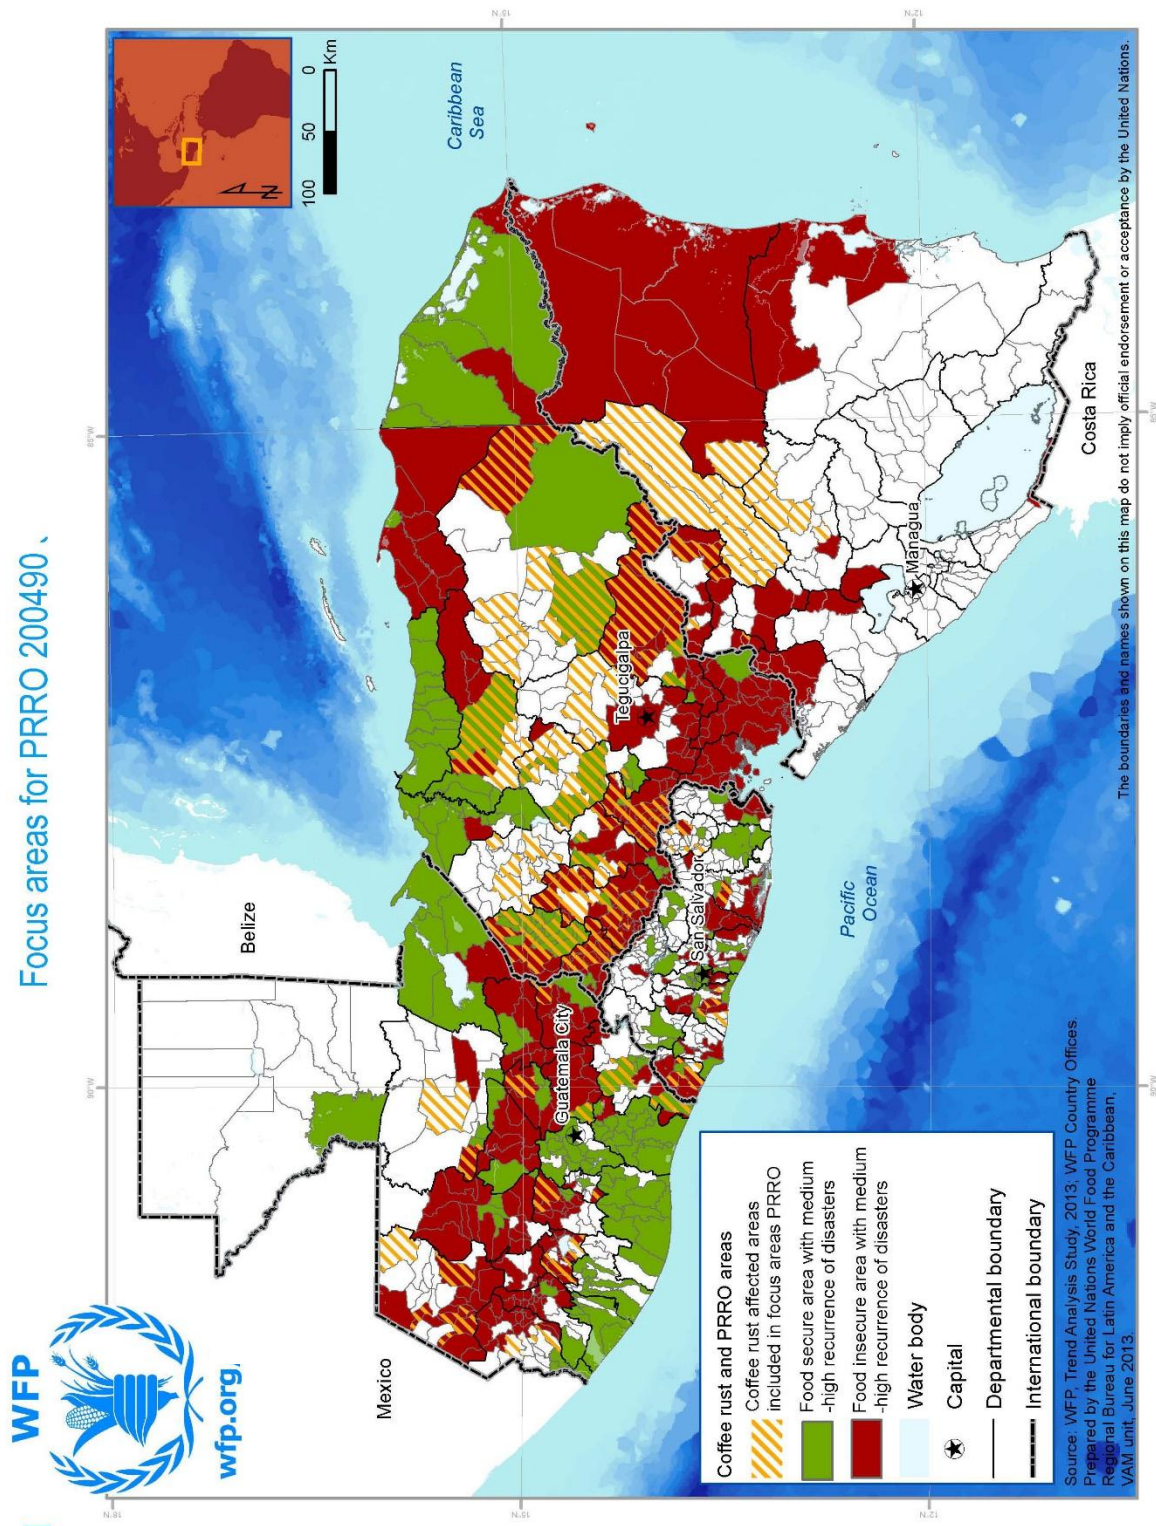 Focus areas for PRRO 200490 .
WFP
wfp.org
18°N
15°N
12°N
90°W
85°W
15°N
12°N
90°W
85°W
N
100 50 0 Km
Caribbean
Sea
Belize
Mexico
Guatemala City
San Salvador
Tegucigalpa
Managua
Costa Rica
Pacific
Ocean
Coffee rust and PRRO areas
Coffee rust affected areas
included in focus areas PRRO
Food secure area with medium
-high recurrence of disasters
Food insecure area with medium
-high recurrence of disasters
Water body
Capital
Departmental boundary
International boundary
Source: WFP, Trend Analysis Study, 2013; WFP Country Offices.
Prepared by the United Nations World Food Programme
Regional Bureau for Latin America and the Caribbean,
VAM unit, June 2013.
The boundaries and names shown on this map do not imply official endorsement or acceptance by the United Nations.